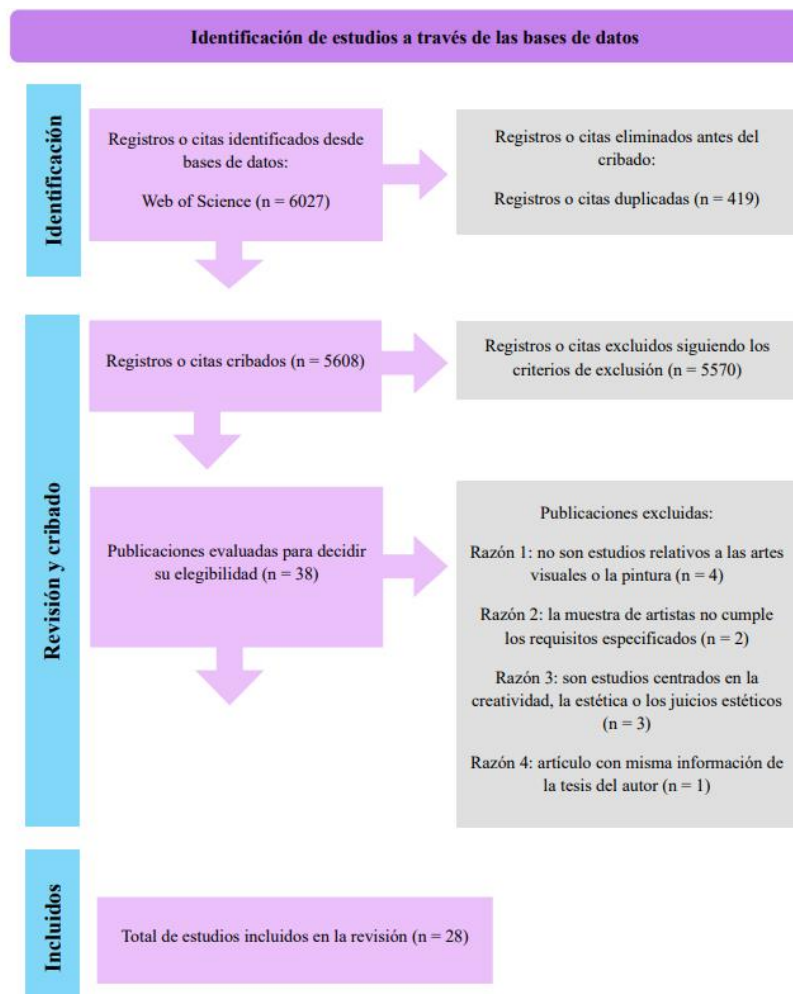 Identificación de estudios a través de las bases de datos
Identificación
Registros o citas identificados desde
bases de datos:
Web of Science (n = 6027)
Registros o citas eliminados antes del
cribado:
Registros o citas duplicadas (n = 419)
Revisión y cribado
Registros o citas cribados (n = 5608)
Registros o citas excluidos siguiendo los
criterios de exclusión (n = 5570)
Publicaciones evaluadas para decidir
su elegibilidad (n = 38)
Publicaciones excluidas:
Razón 1: no son estudios relativos a las artes
visuales o la pintura (n = 4)
Razón 2: la muestra de artistas no cumple
los requisitos especificados (n = 2)
Razón 3: son estudios centrados en la
creatividad, la estética o los juicios estéticos
(n = 3)
Razón 4: artículo con misma información de
la tesis del autor (n = 1)
Incluidos
Total de estudios incluidos en la revisión (n = 28)